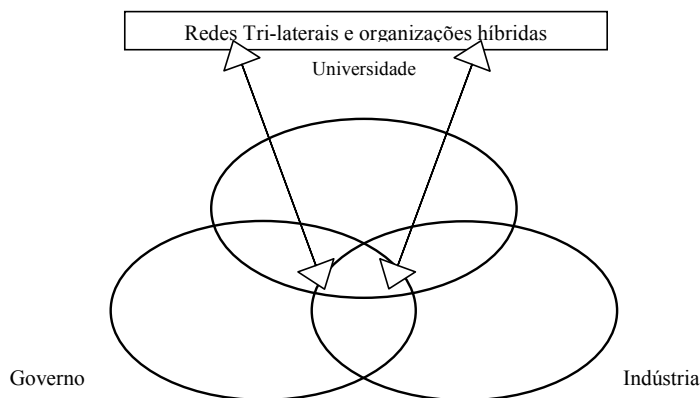 Redes Tri-laterais e organizações híbridas
Universidade
Governo
Indústria